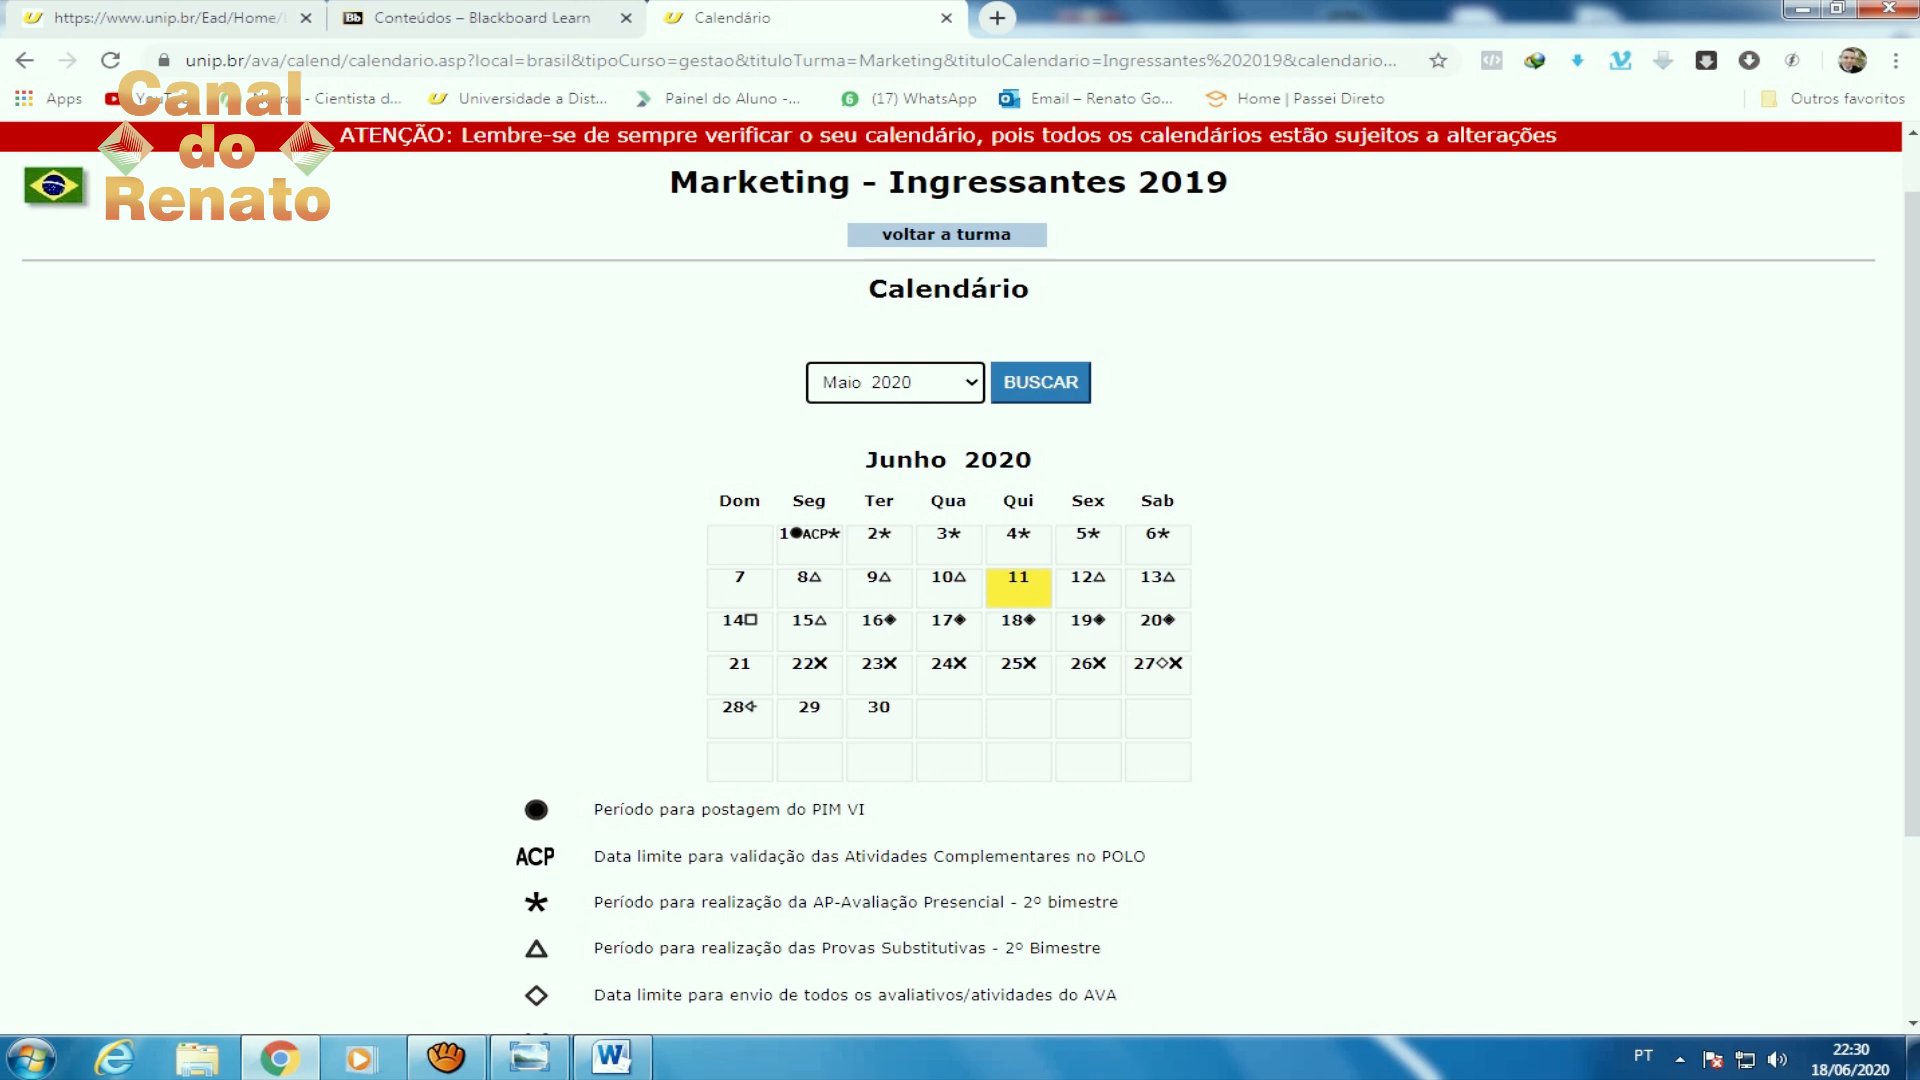 https://www.unip.br/Ead/Home/
Conteúdos – Blackboard Learn
Calendário
unip.br/ava/calend/calendario.asp?local=brasil&tipoCurso=gestao&tituloTurma=Marketing&tituloCalendario=Ingressantes%202019&calendario...
Apps
- Cientista d...
Universidade a Dist...
Painel do Aluno -...
(17) WhatsApp
Email – Renato Go...
Home | Passei Direto
Outros favoritos
Canal
do
Renato
ATENÇÃO: Lembre-se de sempre verificar o seu calendário, pois todos os calendários estão sujeitos a alterações
Marketing - Ingressantes 2019
voltar a turma
Calendário
Maio 2020 BUSCAR
Junho 2020
Dom Seg Ter Qua Qui Sex Sab
1●ACP* 2* 3* 4* 5* 6*
7 8△ 9△ 10△ 11 12△ 13△
14□ 15△ 16◈ 17◈ 18◈ 19◈ 20◈
21 22✕ 23✕ 24✕ 25✕ 26✕ 27◇✕
28 29 30
● Período para postagem do PIM VI
ACP Data limite para validação das Atividades Complementares no POLO
* Período para realização da AP-Avaliação Presencial - 2º bimestre
△ Período para realização das Provas Substitutivas - 2º Bimestre
◇ Data limite para envio de todos os avaliativos/atividades do AVA
PT
22:30
18/06/2020